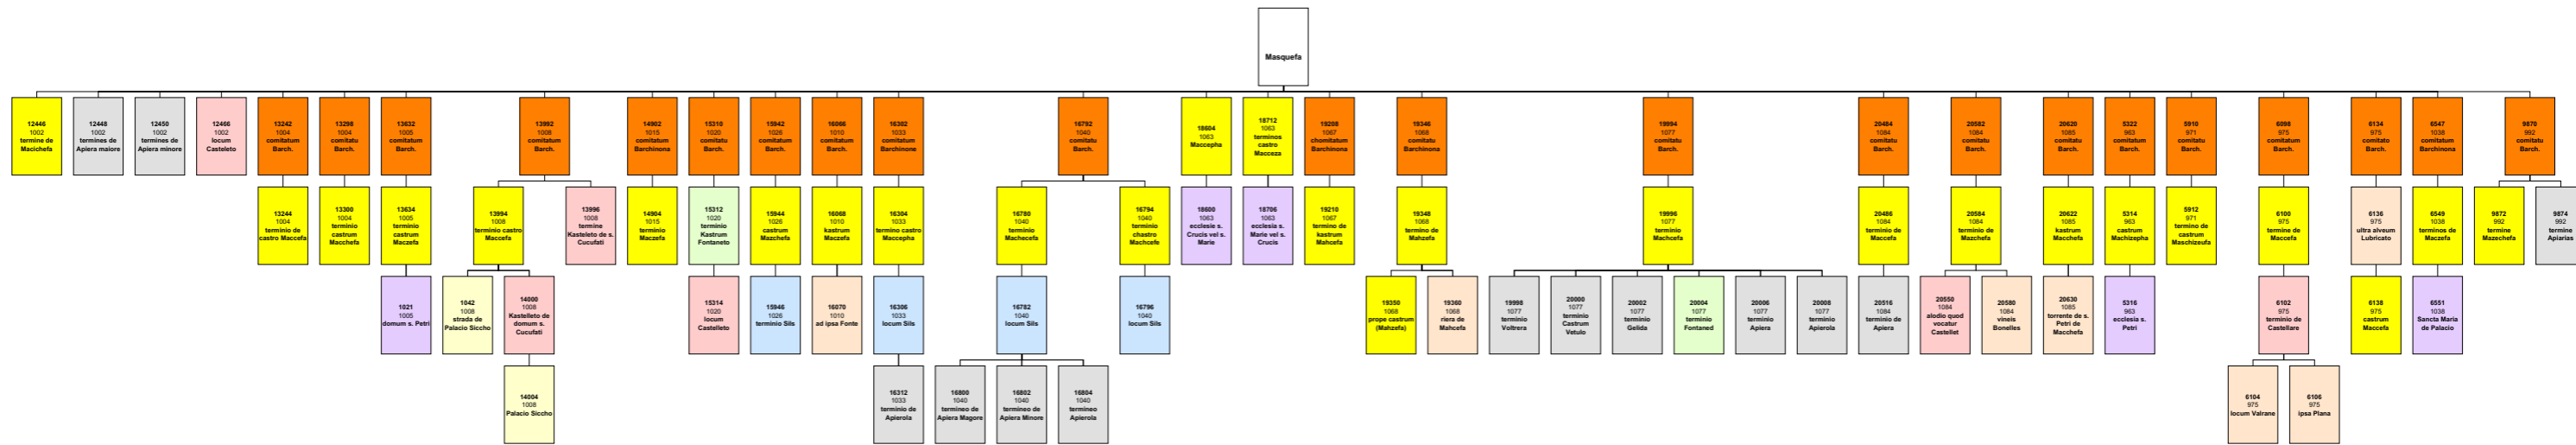 Masquefa
12446
1002
termine de
Macichefa
12448
1002
termines de
Apiera maiore
12450
1002
termines de
Apiera minore
12466
1002
locum
Casteleto
13242
1004
comitatum
Barch.
13298
1004
comitatum
Barch.
13632
1005
comitatum
Barch.
13992
1008
comitatum
Barch.
14902
1015
comitatum
Barchinona
15310
1020
comitatu
Barch.
15942
1026
comitatu
Barch.
16066
1010
comitatu
Barch.
16302
1033
comitatum
Barchinone
16792
1040
comitatu
Barch.
18604
1063
Maccepha
18712
1063
terminos
castro
Macceza
19208
1067
chomitatum
Barchinona
19346
1068
comitatu
Barchinona
19994
1077
comitatu
Barch.
20484
1084
comitatu
Barch.
20582
1084
comitatu
Barch.
20620
1085
comitatu
Barch.
5322
963
comitatum
Barch.
5910
971
comitatu
Barch.
6098
975
comitatu
Barch.
6134
975
comitato
Barch.
6547
1038
comitatu
Barchinona
9870
992
comitatu
Barch.
13244
1004
terminio de
castro Maccefa
13300
1004
terminio
castrum
Macchefa
13634
1005
terminio
castrum
Maczefa
13994
1008
terminio castro
Maccefa
13996
1008
termine
Kasteleto de s.
Cucufati
14904
1015
terminio
Maczefa
15312
1020
terminio
Kastrum
Fontaneto
15944
1026
castrum
Mazchefa
16068
1010
kastrum
Maczefa
16304
1033
termino castro
Maccepha
16780
1040
terminio
Machecefa
16794
1040
terminio
chastro
Machcefe
18600
1063
ecclesie s.
Crucis vel s.
Marie
18706
1063
ecclesia s.
Marie vel s.
Crucis
19210
1067
termino de
kastrum
Mahcefa
19348
1068
termino de
Mahzefa
19996
1077
terminio
Machcefa
20486
1084
terminio de
Maccefa
20584
1084
terminio de
Mazchefa
20622
1085
kastrum
Macchefa
5314
963
castrum
Machizepha
5912
971
termino de
castrum
Maschizeufa
6100
975
termine de
Maccefa
6136
975
ultra alveum
Lubricato
6549
1038
terminos de
Maczefa
9872
992
termine
Mazechefa
9874
992
termine
Apiarias
1021
1005
domum s. Petri
1042
1008
strada de
Palacio Siccho
14000
1008
Kastelleto de
domum s.
Cucufati
15314
1020
locum
Castelleto
15946
1026
terminio Sils
16070
1010
ad ipsa Fonte
16306
1033
locum Sils
16782
1040
locum Sils
16796
1040
locum Sils
19350
1068
prope castrum
(Mahzefa)
19360
1068
riera de
Mahcefa
19998
1077
terminio
Voltrera
20000
1077
terminio
Castrum
Vetulo
20002
1077
terminio
Gelida
20004
1077
terminio
Fontaned
20006
1077
terminio
Apiera
20008
1077
terminio
Apierola
20516
1084
terminio de
Apiera
20550
1084
alodio quod
vocatur
Castellet
20580
1084
vineis
Bonelles
20630
1085
torrente de s.
Petri de
Macchefa
5316
963
ecclesia s.
Petri
6102
975
terminio de
Castellare
6138
975
castrum
Maccefa
6551
1038
Sancta Maria
de Palacio
14004
1008
Palacio Siccho
16312
1033
terminio de
Apierola
16800
1040
termineo de
Apiera Magore
16802
1040
termineo de
Apiera Minore
16804
1040
termineo
Apierola
6104
975
locum Valrane
6106
975
ipsa Plana